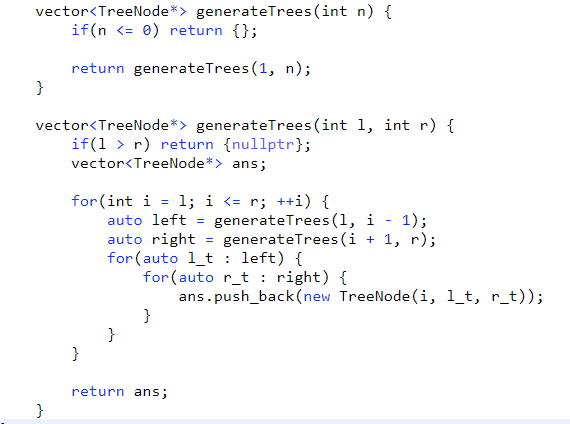 vector<TreeNode*> generateTrees(int n) {
    if(n <= 0) return {};
    return generateTrees(1, n);
}
vector<TreeNode*> generateTrees(int l, int r) {
    if(l > r) return {nullptr};
    vector<TreeNode*> ans;
    for(int i = l; i <= r; ++i) {
        auto left = generateTrees(l, i - 1);
        auto right = generateTrees(i + 1, r);
        for(auto l_t : left) {
            for(auto r_t : right) {
                ans.push_back(new TreeNode(i, l_t, r_t));
            }
        }
    }
    return ans;
}